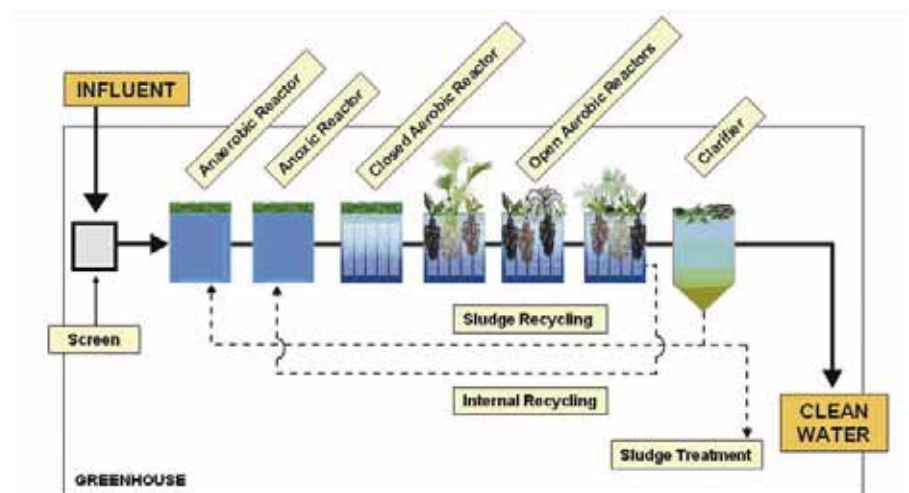 INFLUENT
Anaerobic Reactor
Anoxic Reactor
Closed Aerobic Reactor
Open Aerobic Reactors
Clarifier
Screen
Sludge Recycling
Internal Recycling
CLEAN
WATER
Sludge Treatment
GREENHOUSE